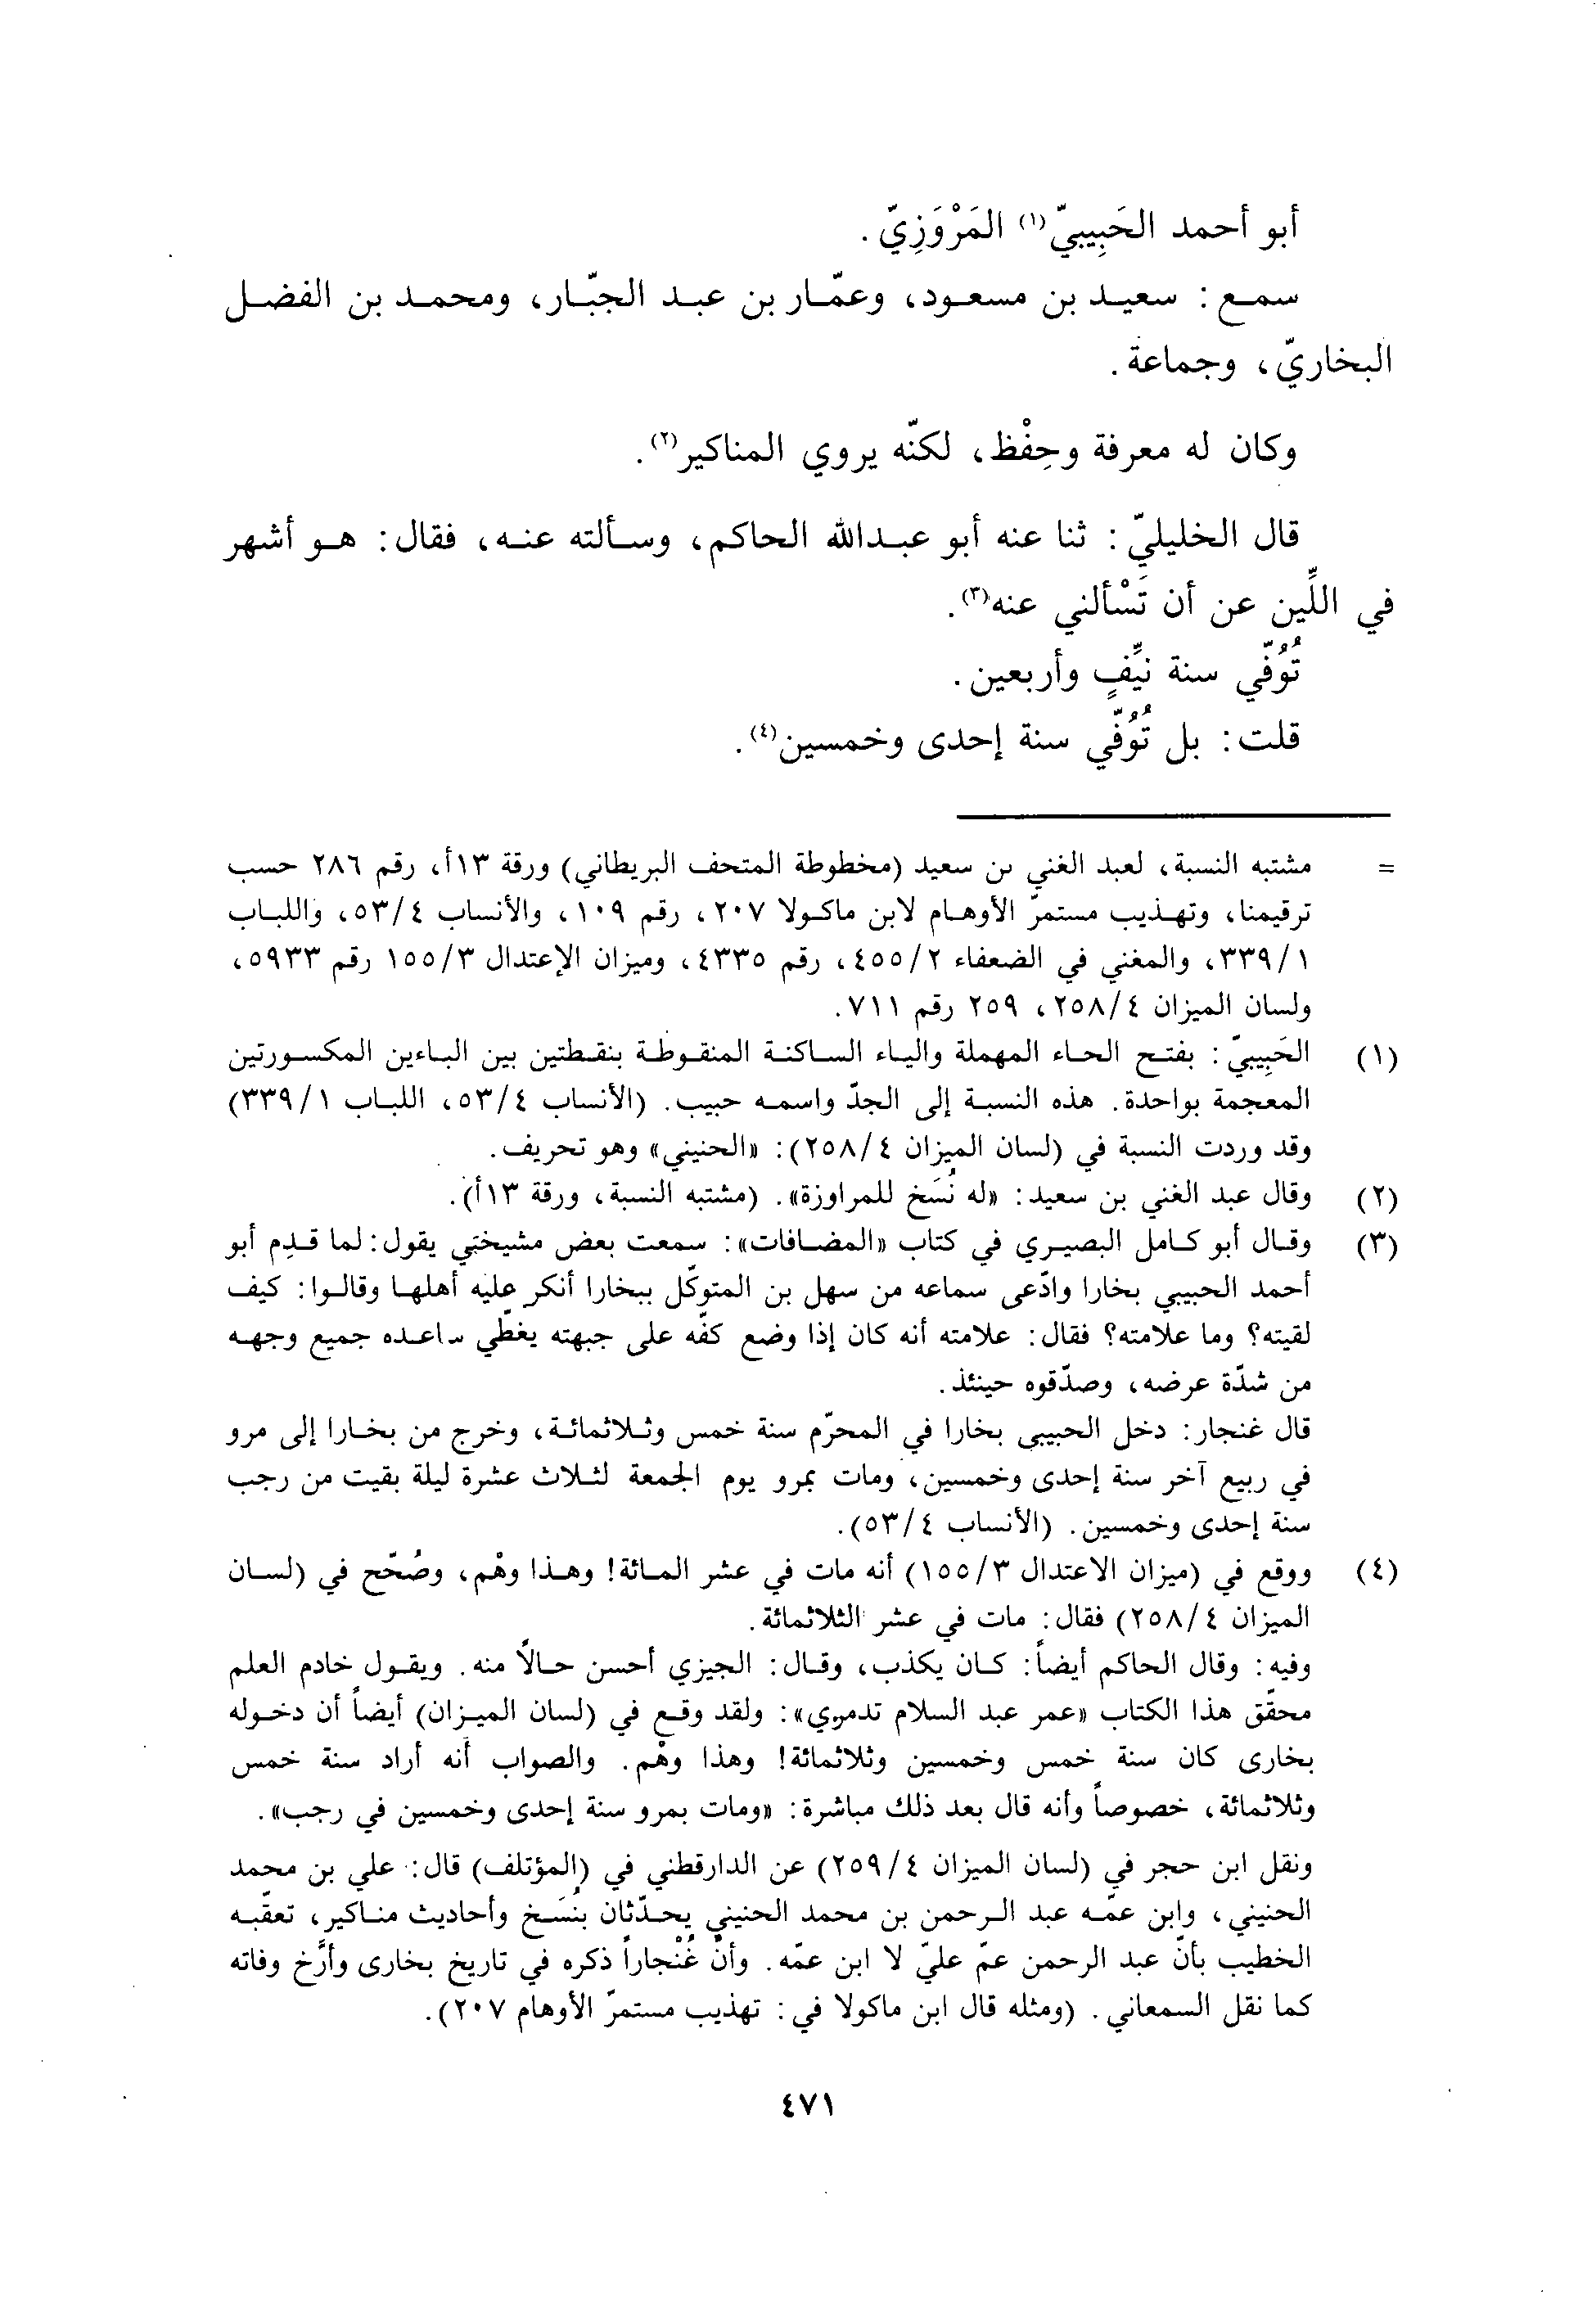 أبو أحمد الحَبِيبيّ(١) المَرْوَزِيّ.
سمع: سعيد بن مسعود، وعمّار بن عبد الجبّار، ومحمد بن الفضل
البخاريّ، وجماعة.
وكان له معرفة وحِفْظ، لكنّه يروي المناكير(٢).
قال الخليليّ: ثنا عنه أبو عبدالله الحاكم، وسألته عنه، فقال: هو أشهر
في اللِّين عن أن تَسْألني عنه(٣).
تُوُفّي سنة نيِّفٍ وأربعين.
قلت: بل تُوُفّي سنة إحدى وخمسين(٤).
= مشتبه النسبة، لعبد الغني بن سعيد (مخطوطة المتحف البريطاني) ورقة ١٣أ، رقم ٢٨٦ حسب
ترقيمنا، وتهذيب مستمرّ الأوهام لابن ماكولا ٢٠٧، رقم ١٠٩، والأنساب ٥٣/٤، واللباب
٣٣٩/١، والمغني في الضعفاء ٤٥٥/٢، رقم ٤٣٣٥، وميزان الإعتدال ١٥٥/٣ رقم ٥٩٣٣،
ولسان الميزان ٢٥٨/٤، ٢٥٩ رقم ٧١١.
(١) الحَبِيبيّ: بفتح الحاء المهملة والياء الساكنة المنقوطة بنقطتين بين الباءين المكسورتين
المعجمة بواحدة. هذه النسبة إلى الجدّ واسمه حبيب. (الأنساب ٥٣/٤، اللباب ٣٣٩/١)
وقد وردت النسبة في (لسان الميزان ٢٥٨/٤): «الحنيني» وهو تحريف.
(٢) وقال عبد الغني بن سعيد: «له نُسَخ للمراوزة». (مشتبه النسبة، ورقة ١٣أ).
(٣) وقال أبو كامل البصيري في كتاب «المضافات»: سمعت بعض مشيختي يقول: لما قدِم أبو
أحمد الحبيبي بخارا وادّعى سماعه من سهل بن المتوكّل ببخارا أنكر عليه أهلها وقالوا: كيف
لقيته؟ وما علامته؟ فقال: علامته أنه كان إذا وضع كفّه على جبهته يغطّي ساعده جميع وجهه
من شدّة عرضه، وصدّقوه حينئذ.
قال غنجار: دخل الحبيبي بخارا في المحرّم سنة خمس وثلاثمائة، وخرج من بخارا إلى مرو
في ربيع آخر سنة إحدى وخمسين، ومات بمرو يوم الجمعة لثلاث عشرة ليلة بقيت من رجب
سنة إحدى وخمسين. (الأنساب ٥٣/٤).
(٤) ووقع في (ميزان الاعتدال ١٥٥/٣) أنه مات في عشر المائة! وهذا وهْم، وصُحّح في (لسان
الميزان ٢٥٨/٤) فقال: مات في عشر الثلاثمائة.
وفيه: وقال الحاكم أيضاً: كان يكذب، وقال: الجيزي أحسن حالاً منه. ويقول خادم العلم
محقّق هذا الكتاب «عمر عبد السلام تدمري»: ولقد وقع في (لسان الميزان) أيضاً أن دخوله
بخارى كان سنة خمس وخمسين وثلاثمائة! وهذا وهْم. والصواب أنه أراد سنة خمس
وثلاثمائة، خصوصاً وأنه قال بعد ذلك مباشرة: «ومات بمرو سنة إحدى وخمسين في رجب».
ونقل ابن حجر في (لسان الميزان ٢٥٩/٤) عن الدارقطني في (المؤتلف) قال: علي بن محمد
الحنيني، وابن عمّه عبد الرحمن بن محمد الحنيني يحدّثان بنُسَخ وأحاديث مناكير، تعقّبه
الخطيب بأنّ عبد الرحمن عمّ عليّ لا ابن عمّه. وأنّ غُنْجاراً ذكره في تاريخ بخارى وأرَّخ وفاته
كما نقل السمعاني. (ومثله قال ابن ماكولا في: تهذيب مستمرّ الأوهام ٢٠٧).
٤٧١